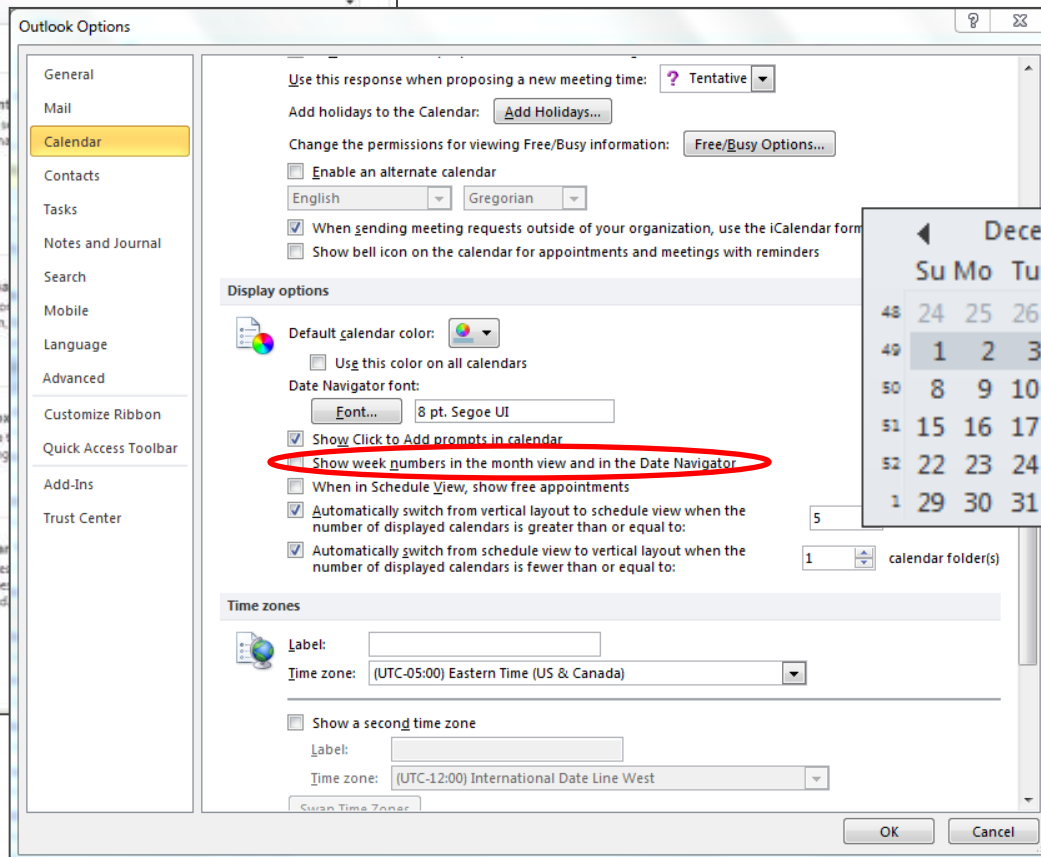 Outlook Options
General
Mail
Calendar
Contacts
Tasks
Notes and Journal
Search
Mobile
Language
Advanced
Customize Ribbon
Quick Access Toolbar
Add-Ins
Trust Center
Use this response when proposing a new meeting time: ? Tentative
Add holidays to the Calendar: Add Holidays...
Change the permissions for viewing Free/Busy information: Free/Busy Options...
Enable an alternate calendar
English Gregorian
When sending meeting requests outside of your organization, use the iCalendar form
Show bell icon on the calendar for appointments and meetings with reminders
Display options
Default calendar color:
Use this color on all calendars
Date Navigator font:
Font... 8 pt. Segoe UI
Show Click to Add prompts in calendar
Show week numbers in the month view and in the Date Navigator
When in Schedule View, show free appointments
Automatically switch from vertical layout to schedule view when the
number of displayed calendars is greater than or equal to: 5
Automatically switch from schedule view to vertical layout when the
number of displayed calendars is fewer than or equal to: 1 calendar folder(s)
Time zones
Label:
Time zone: (UTC-05:00) Eastern Time (US & Canada)
Show a second time zone
Label:
Time zone: (UTC-12:00) International Date Line West
Swap Time Zones
OK Cancel
Dece
Su Mo Tu
48 24 25 26
49 1 2 3
50 8 9 10
51 15 16 17
52 22 23 24
1 29 30 31